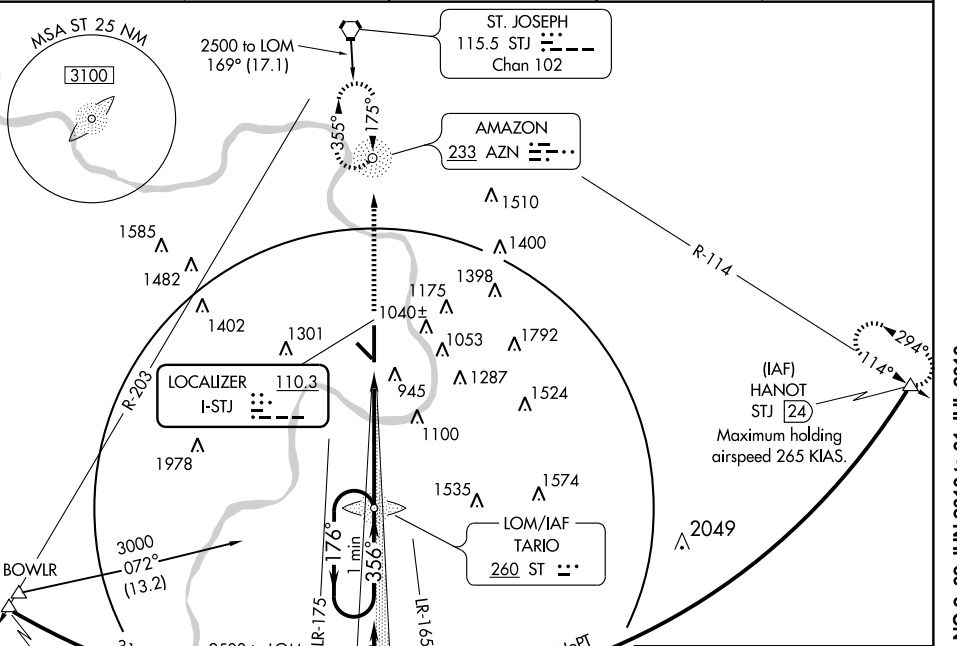 MSA ST 25 NM
3100
2500 to LOM
169° (17.1)
ST. JOSEPH
115.5 STJ
Chan 102
355°
175°
AMAZON
233 AZN
1510
1585
1400
1482
R-114
1398
1175
1402
1040±
1301
1053
1792
294°
114°
(IAF)
HANOT
STJ 24
Maximum holding
airspeed 265 KIAS.
LOCALIZER 110.3
I-STJ
R-203
945
1287
1524
1100
1978
1535
1574
LOM/IAF
TARIO
260 ST
2049
3000
072°
(13.2)
BOWLR
176°
1 min
356°
LR-175
LR-165
2500 to LOM
NoPT